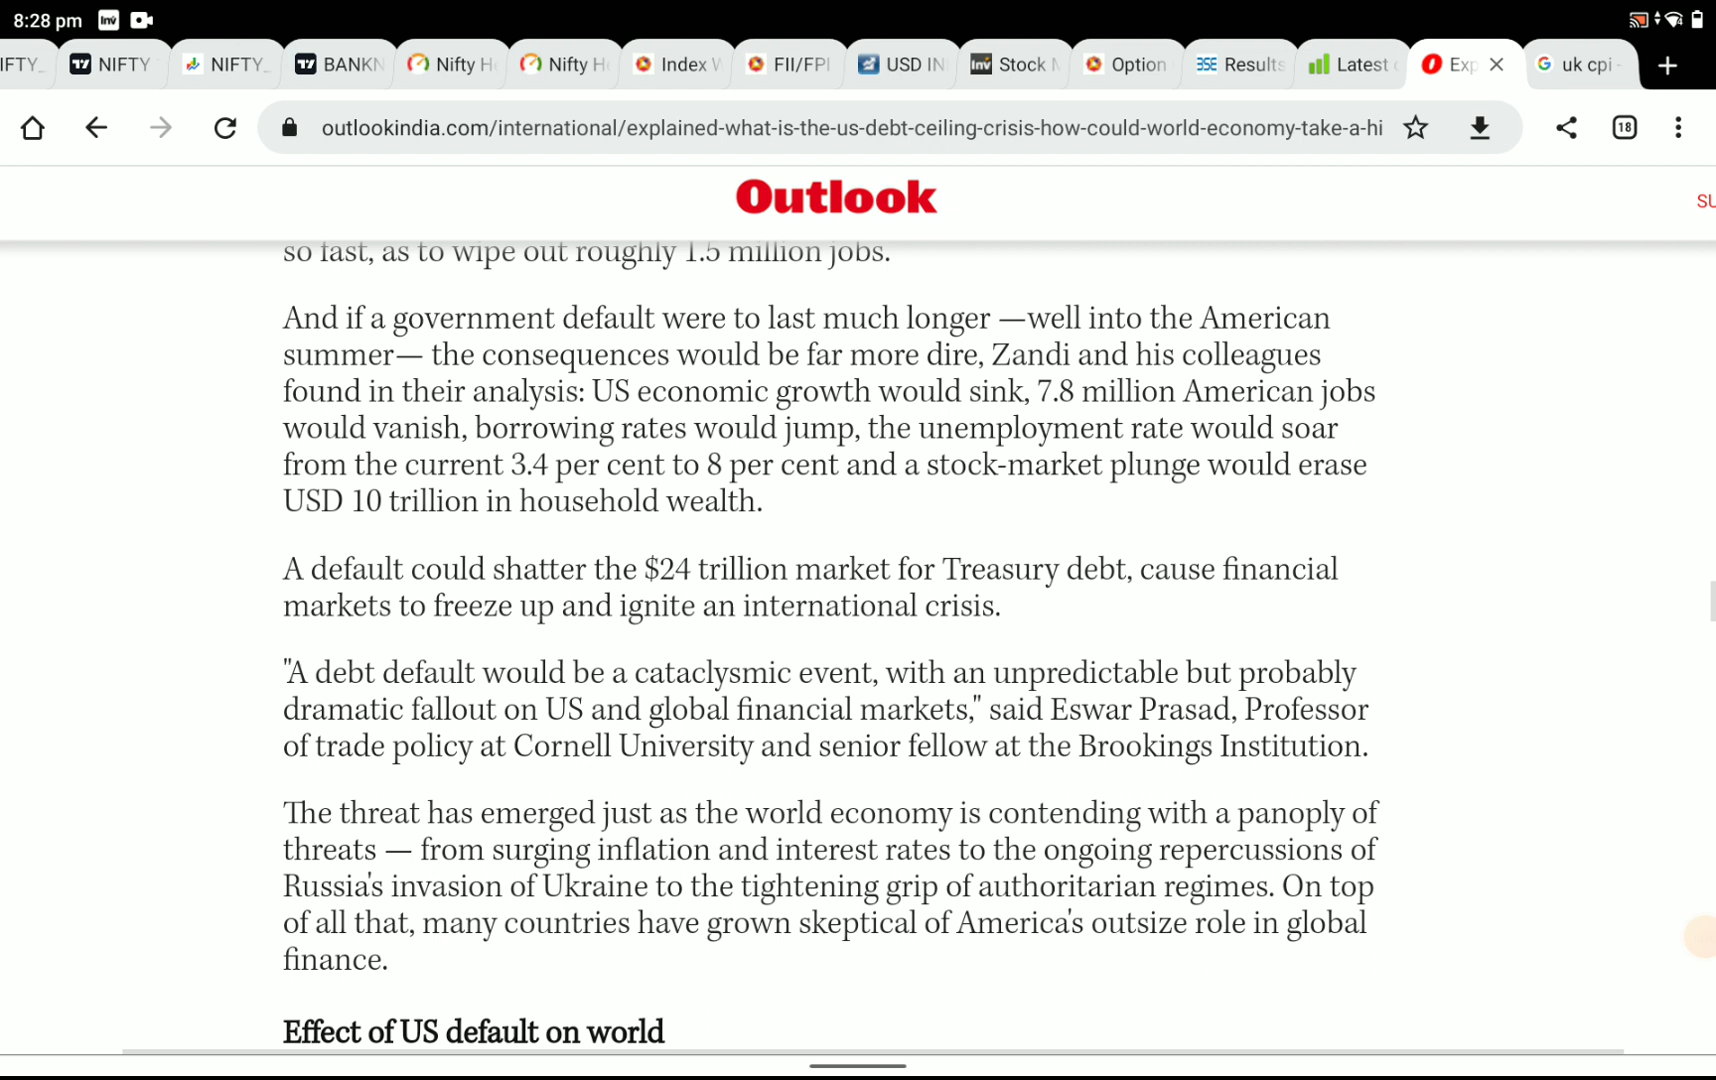 8:28 pm Inv
IFTY_ NIFTY NIFTY_ BANKN Nifty H Nifty H Index FII/FPI USD IN Stock Option Results Latest Exp uk cpi
outlookindia.com/international/explained-what-is-the-us-debt-ceiling-crisis-how-could-world-economy-take-a-hi 18
Outlook
SU
so fast, as to wipe out roughly 1.5 million jobs.
And if a government default were to last much longer —well into the American
summer— the consequences would be far more dire, Zandi and his colleagues
found in their analysis: US economic growth would sink, 7.8 million American jobs
would vanish, borrowing rates would jump, the unemployment rate would soar
from the current 3.4 per cent to 8 per cent and a stock-market plunge would erase
USD 10 trillion in household wealth.
A default could shatter the $24 trillion market for Treasury debt, cause financial
markets to freeze up and ignite an international crisis.
"A debt default would be a cataclysmic event, with an unpredictable but probably
dramatic fallout on US and global financial markets," said Eswar Prasad, Professor
of trade policy at Cornell University and senior fellow at the Brookings Institution.
The threat has emerged just as the world economy is contending with a panoply of
threats — from surging inflation and interest rates to the ongoing repercussions of
Russia's invasion of Ukraine to the tightening grip of authoritarian regimes. On top
of all that, many countries have grown skeptical of America's outsize role in global
finance.
Effect of US default on world